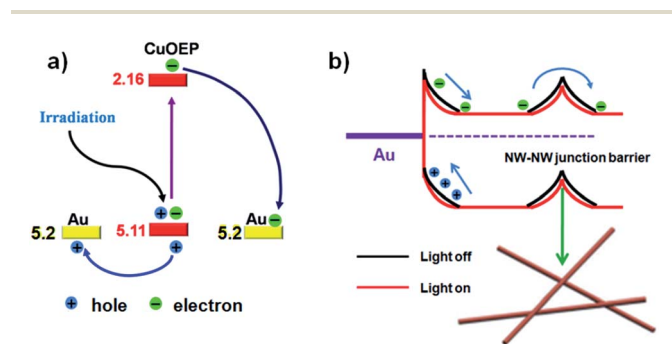 a)
CuOEP
2.16
Irradiation
Au
5.2
5.11
Au
5.2
hole
electron
b)
Au
NW-NW junction barrier
Light off
Light on